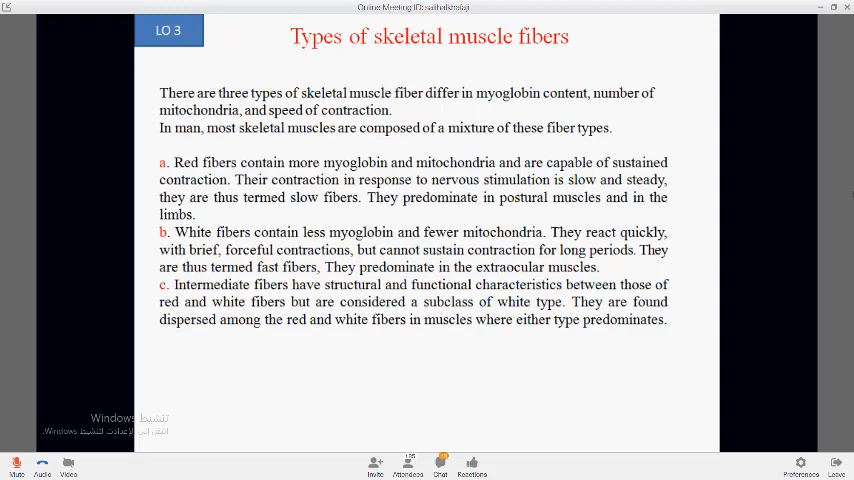 Online Meeting ID: saithalkhafaji
LO 3
Types of skeletal muscle fibers
There are three types of skeletal muscle fiber differ in myoglobin content, number of
mitochondria, and speed of contraction.
In man, most skeletal muscles are composed of a mixture of these fiber types.
a. Red fibers contain more myoglobin and mitochondria and are capable of sustained
contraction. Their contraction in response to nervous stimulation is slow and steady,
they are thus termed slow fibers. They predominate in postural muscles and in the
limbs.
b. White fibers contain less myoglobin and fewer mitochondria. They react quickly,
with brief, forceful contractions, but cannot sustain contraction for long periods. They
are thus termed fast fibers, They predominate in the extraocular muscles.
c. Intermediate fibers have structural and functional characteristics between those of
red and white fibers but are considered a subclass of white type. They are found
dispersed among the red and white fibers in muscles where either type predominates.
تنشيط Windows
انتقل إلى الإعدادات لتنشيط Windows.
195
Mute Audio Video Invite Attendees Chat Reactions Preferences Leave